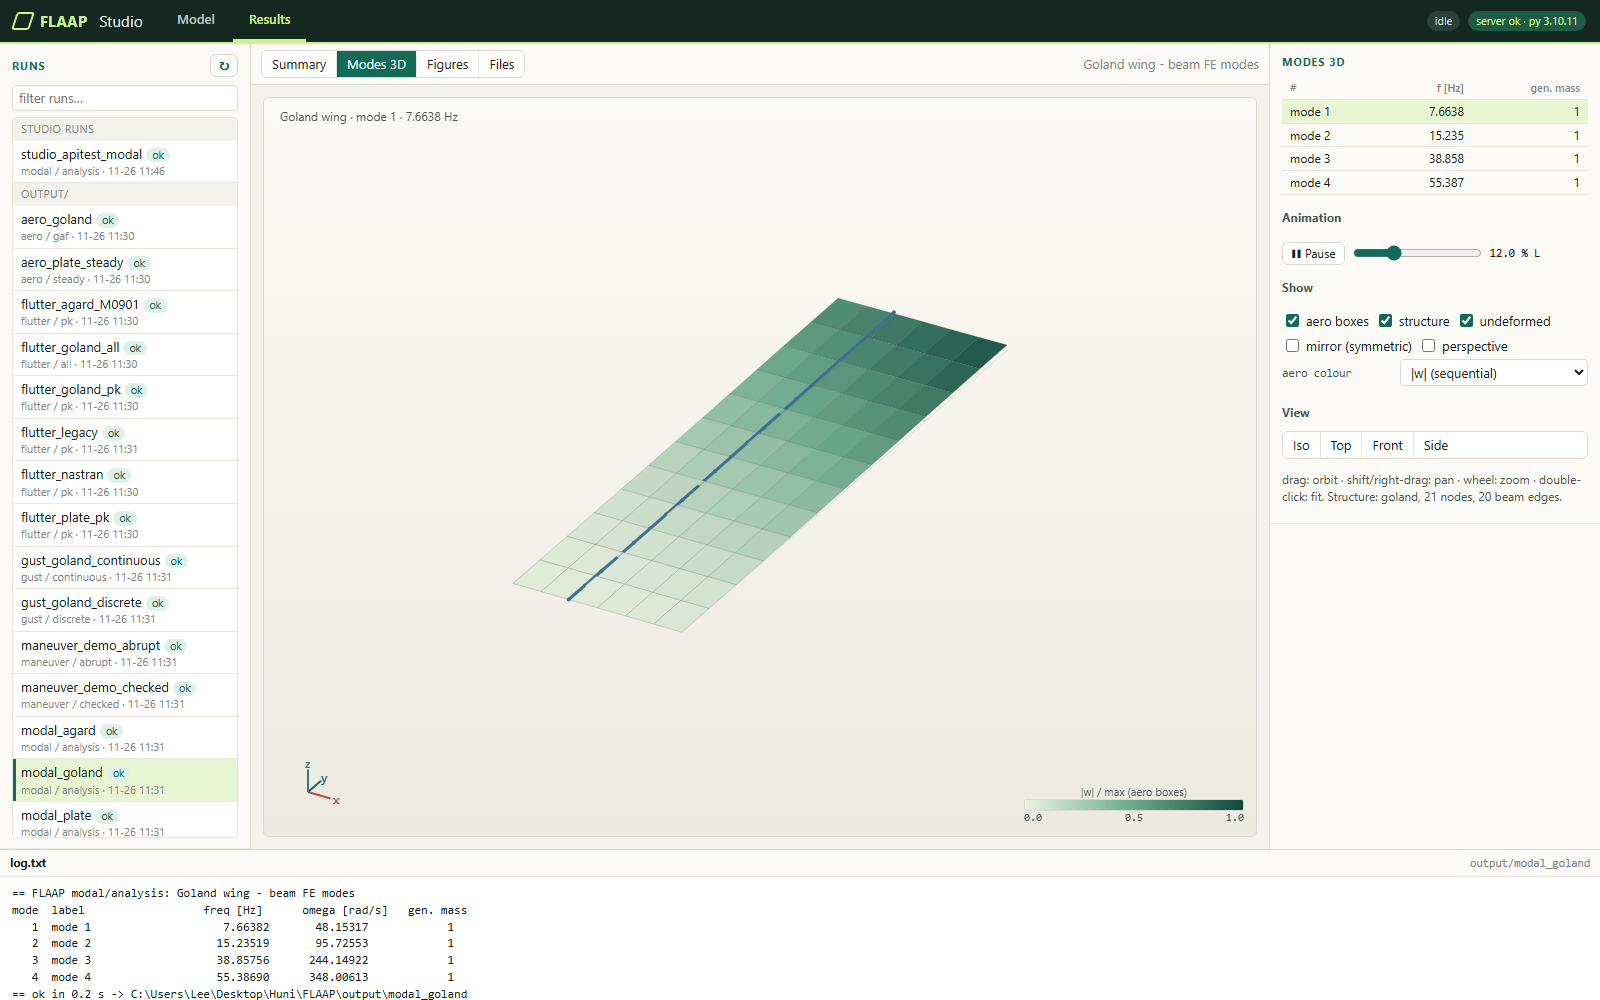 FLAAP Studio Model Results idle server ok · py 3.10.11
RUNS ↻
filter runs...
STUDIO RUNS
studio_apitest_modal ok
modal / analysis · 11-26 11:46
OUTPUT/
aero_goland ok
aero / gaf · 11-26 11:30
aero_plate_steady ok
aero / steady · 11-26 11:30
flutter_agard_M0901 ok
flutter / pk · 11-26 11:30
flutter_goland_all ok
flutter / all · 11-26 11:30
flutter_goland_pk ok
flutter / pk · 11-26 11:30
flutter_legacy ok
flutter / pk · 11-26 11:31
flutter_nastran ok
flutter / pk · 11-26 11:30
flutter_plate_pk ok
flutter / pk · 11-26 11:30
gust_goland_continuous ok
gust / continuous · 11-26 11:31
gust_goland_discrete ok
gust / discrete · 11-26 11:31
maneuver_demo_abrupt ok
maneuver / abrupt · 11-26 11:31
maneuver_demo_checked ok
maneuver / checked · 11-26 11:31
modal_agard ok
modal / analysis · 11-26 11:31
modal_goland ok
modal / analysis · 11-26 11:31
modal_plate ok
modal / analysis · 11-26 11:31
Summary Modes 3D Figures Files Goland wing - beam FE modes
Goland wing · mode 1 · 7.6638 Hz
z
y
x
|w| / max (aero boxes)
0.0 0.5 1.0
MODES 3D
# f [Hz] gen. mass
mode 1 7.6638 1
mode 2 15.235 1
mode 3 38.858 1
mode 4 55.387 1
Animation
Pause 12.0 % L
Show
aero boxes structure undeformed
mirror (symmetric) perspective
aero colour |w| (sequential)
View
Iso Top Front Side
drag: orbit · shift/right-drag: pan · wheel: zoom · double-
click: fit. Structure: goland, 21 nodes, 20 beam edges.
log.txt output/modal_goland
== FLAAP modal/analysis: Goland wing - beam FE modes
mode label freq [Hz] omega [rad/s] gen. mass
1 mode 1 7.66382 48.15317 1
2 mode 2 15.23519 95.72553 1
3 mode 3 38.85756 244.14922 1
4 mode 4 55.38690 348.00613 1
== ok in 0.2 s -> C:\Users\Lee\Desktop\Huni\FLAAP\output\modal_goland